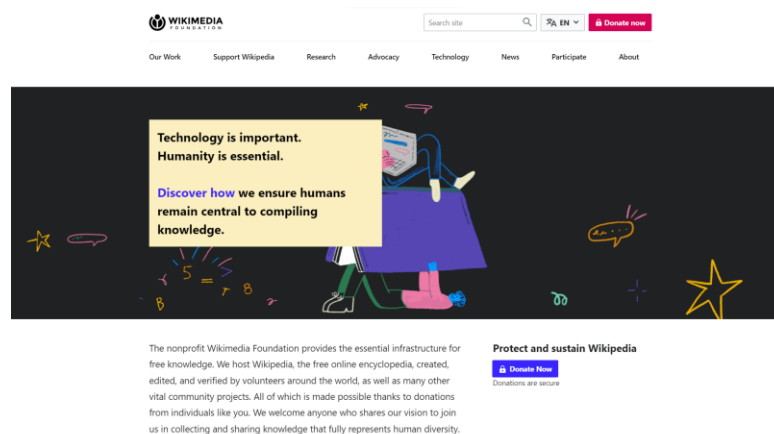 WIKIMEDIA
FOUNDATION
Search site
EN
Donate now
Our Work Support Wikipedia Research Advocacy Technology News Participate About
Technology is important.
Humanity is essential.
Discover how we ensure humans
remain central to compiling
knowledge.
5 =
T B
B
The nonprofit Wikimedia Foundation provides the essential infrastructure for
free knowledge. We host Wikipedia, the free online encyclopedia, created,
edited, and verified by volunteers around the world, as well as many other
vital community projects. All of which is made possible thanks to donations
from individuals like you. We welcome anyone who shares our vision to join
us in collecting and sharing knowledge that fully represents human diversity.
Protect and sustain Wikipedia
Donate Now
Donations are secure